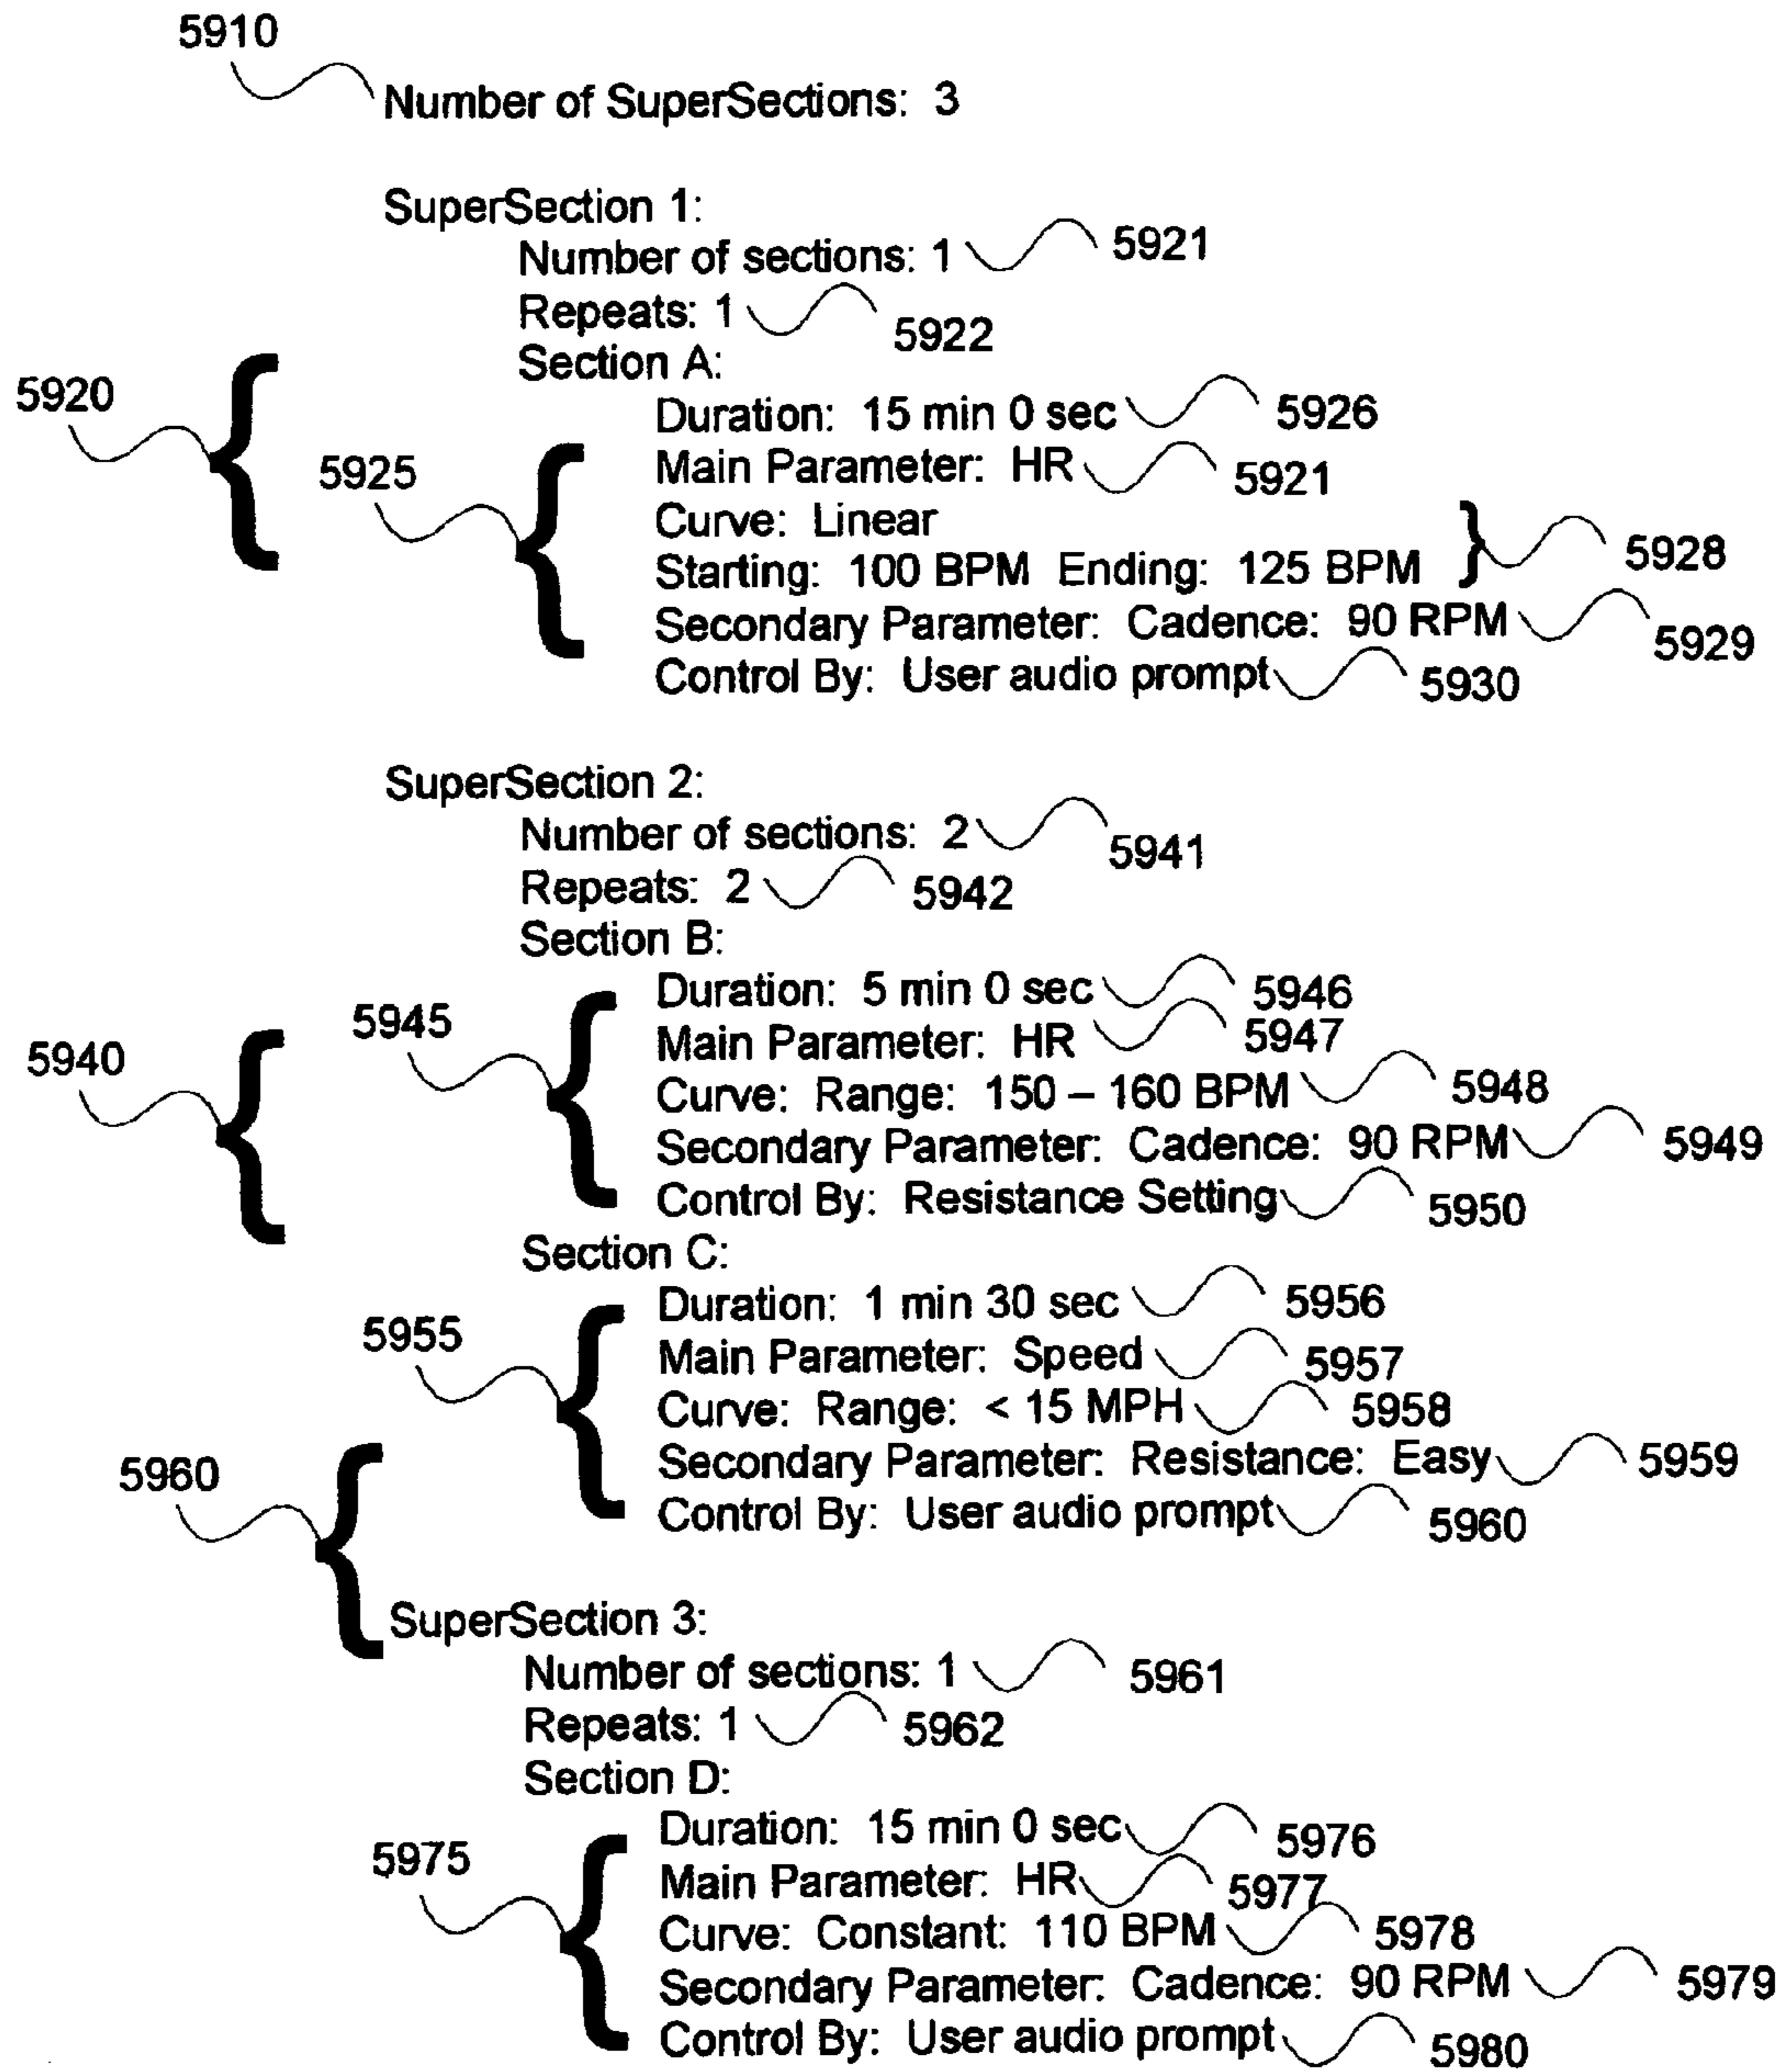 5910
Number of SuperSections: 3
SuperSection 1:
Number of sections: 1 5921
Repeats: 1 5922
Section A:
5920
Duration: 15 min 0 sec 5926
5925 Main Parameter: HR 5921
Curve: Linear
Starting: 100 BPM Ending: 125 BPM } 5928
Secondary Parameter: Cadence: 90 RPM 5929
Control By: User audio prompt 5930
SuperSection 2:
Number of sections: 2 5941
Repeats: 2 5942
Section B:
Duration: 5 min 0 sec 5946
5940 5945 Main Parameter: HR 5947
Curve: Range: 150 – 160 BPM 5948
Secondary Parameter: Cadence: 90 RPM 5949
Control By: Resistance Setting 5950
Section C:
Duration: 1 min 30 sec 5956
5955 Main Parameter: Speed 5957
Curve: Range: < 15 MPH 5958
5960 Secondary Parameter: Resistance: Easy 5959
Control By: User audio prompt 5960
SuperSection 3:
Number of sections: 1 5961
Repeats: 1 5962
Section D:
Duration: 15 min 0 sec 5976
5975 Main Parameter: HR 5977
Curve: Constant: 110 BPM 5978
Secondary Parameter: Cadence: 90 RPM 5979
Control By: User audio prompt 5980